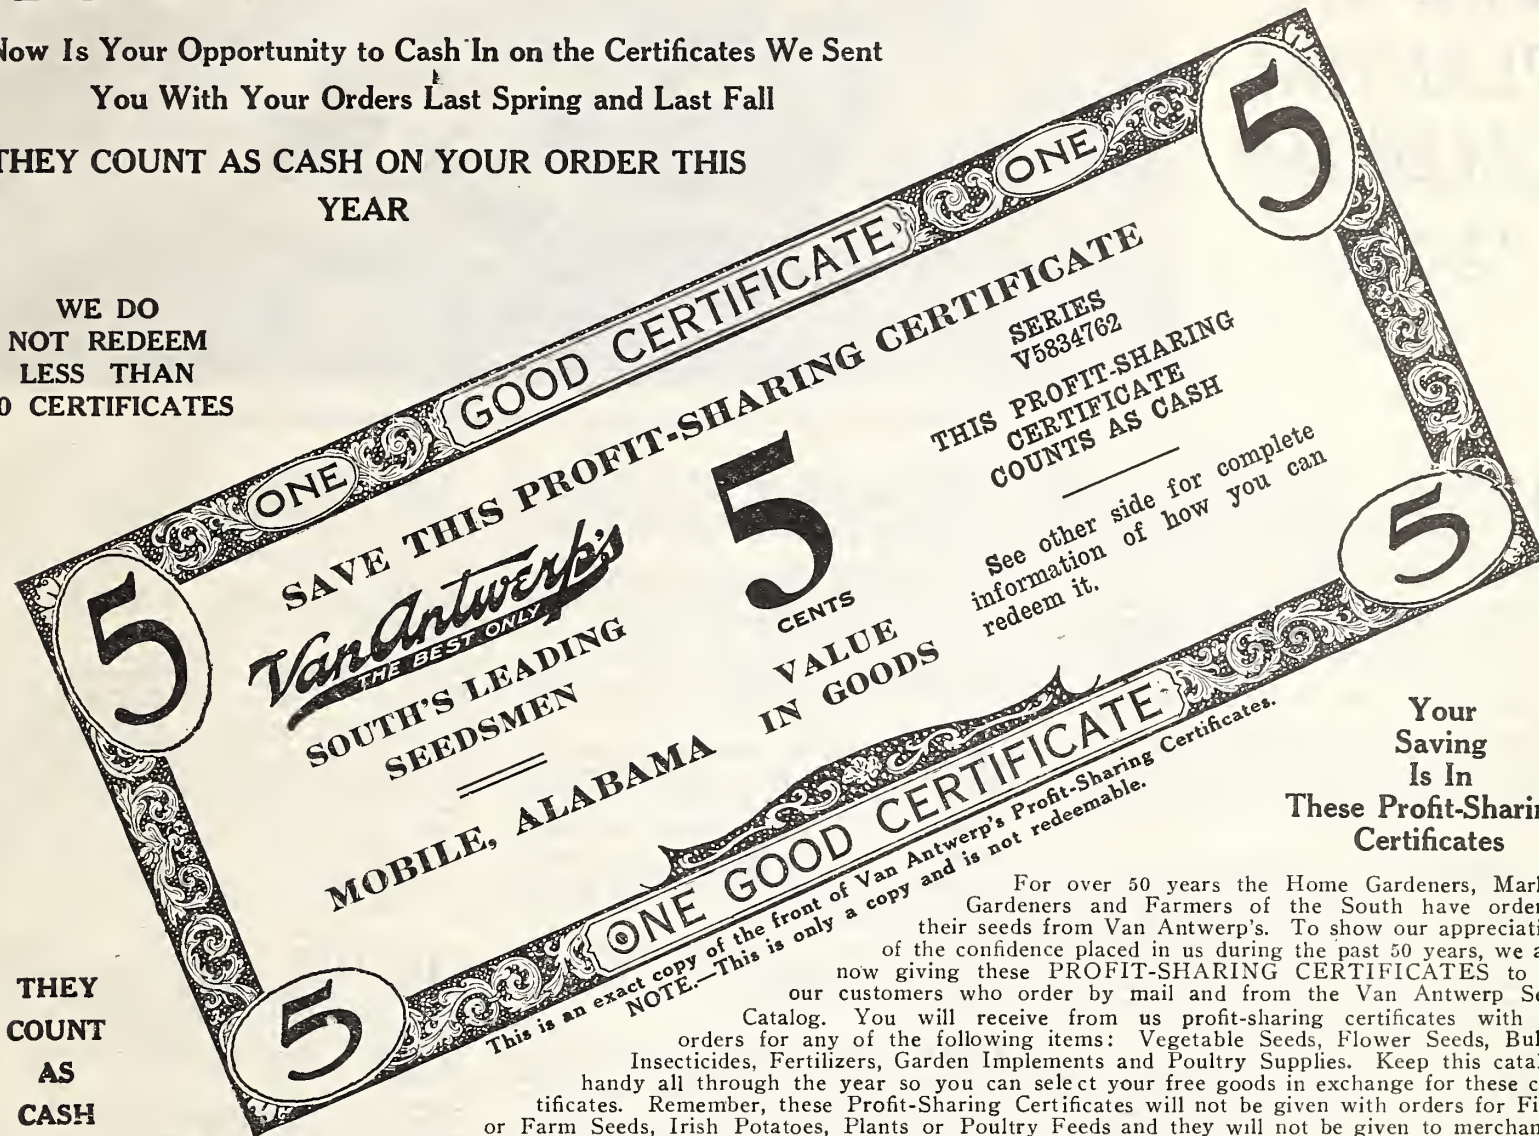 Now Is Your Opportunity to Cash In on the Certificates We Sent
You With Your Orders Last Spring and Last Fall
THEY COUNT AS CASH ON YOUR ORDER THIS
YEAR
WE DO
NOT REDEEM
LESS THAN
0 CERTIFICATES
5
ONE
GOOD CERTIFICATE
ONE
5
SAVE THIS PROFIT-SHARING CERTIFICATE
Van Antwerp's
THE BEST ONLY
SOUTH'S LEADING
SEEDSMEN
MOBILE, ALABAMA
5
CENTS
VALUE
IN GOODS
SERIES
V5834762
THIS PROFIT-SHARING
CERTIFICATE
COUNTS AS CASH
See other side for complete
information of how you can
redeem it.
5
ONE GOOD CERTIFICATE
5
This is an exact copy of the front of Van Antwerp's Profit-Sharing Certificates.
NOTE.—This is only a copy and is not redeemable.
THEY
COUNT
AS
CASH
Your
Saving
Is In
These Profit-Sharin
Certificates
For over 50 years the Home Gardeners, Mark
Gardeners and Farmers of the South have order
their seeds from Van Antwerp's. To show our appreciati
of the confidence placed in us during the past 50 years, we a
now giving these PROFIT-SHARING CERTIFICATES to
our customers who order by mail and from the Van Antwerp Se
Catalog. You will receive from us profit-sharing certificates with
orders for any of the following items: Vegetable Seeds, Flower Seeds, Bul
Insecticides, Fertilizers, Garden Implements and Poultry Supplies. Keep this cata
handy all through the year so you can select your free goods in exchange for these c
tificates. Remember, these Profit-Sharing Certificates will not be given with orders for Fi
or Farm Seeds, Irish Potatoes, Plants or Poultry Feeds and they will not be given to merchan